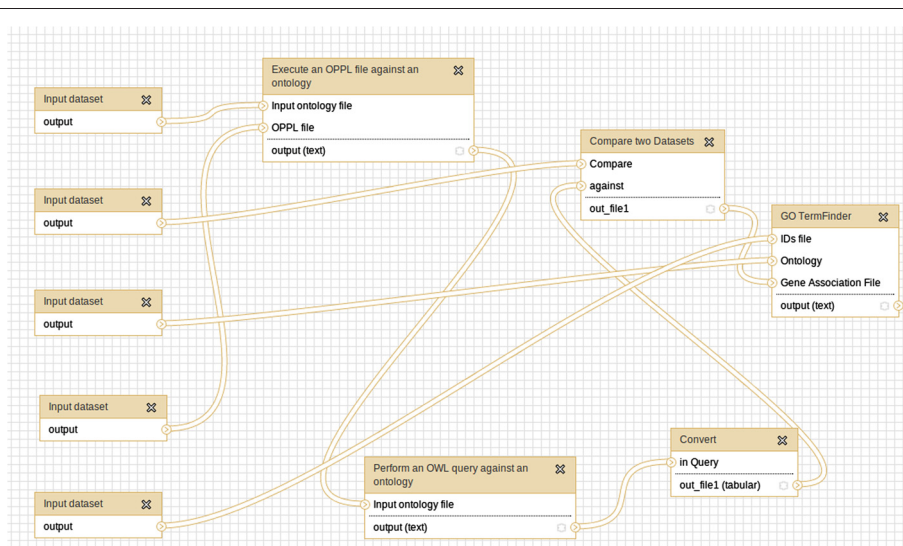 Input dataset
output
Execute an OPPL file against an
ontology
Input ontology file
OPPL file
output (text)
Input dataset
output
Compare two Datasets
Compare
against
out_file1
GO TermFinder
IDs file
Ontology
Gene Association File
output (text)
Input dataset
output
Input dataset
output
Input dataset
output
Perform an OWL query against an
ontology
Input ontology file
output (text)
Convert
in Query
out_file1 (tabular)